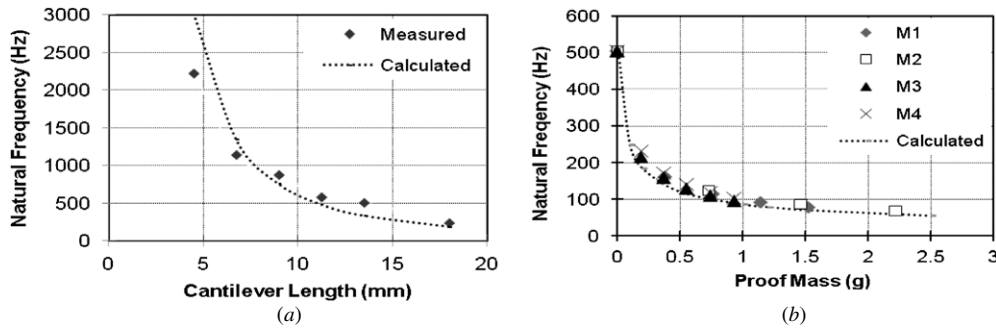 3000
2500
2000
1500
1000
500
0
Natural Frequency (Hz)
Measured
Calculated
0
5
10
15
20
Cantilever Length (mm)
(a)
600
500
400
300
200
100
0
Natural Freqency (Hz)
M1
M2
M3
M4
Calculated
0
0.5
1
1.5
2
2.5
3
Proof Mass (g)
(b)